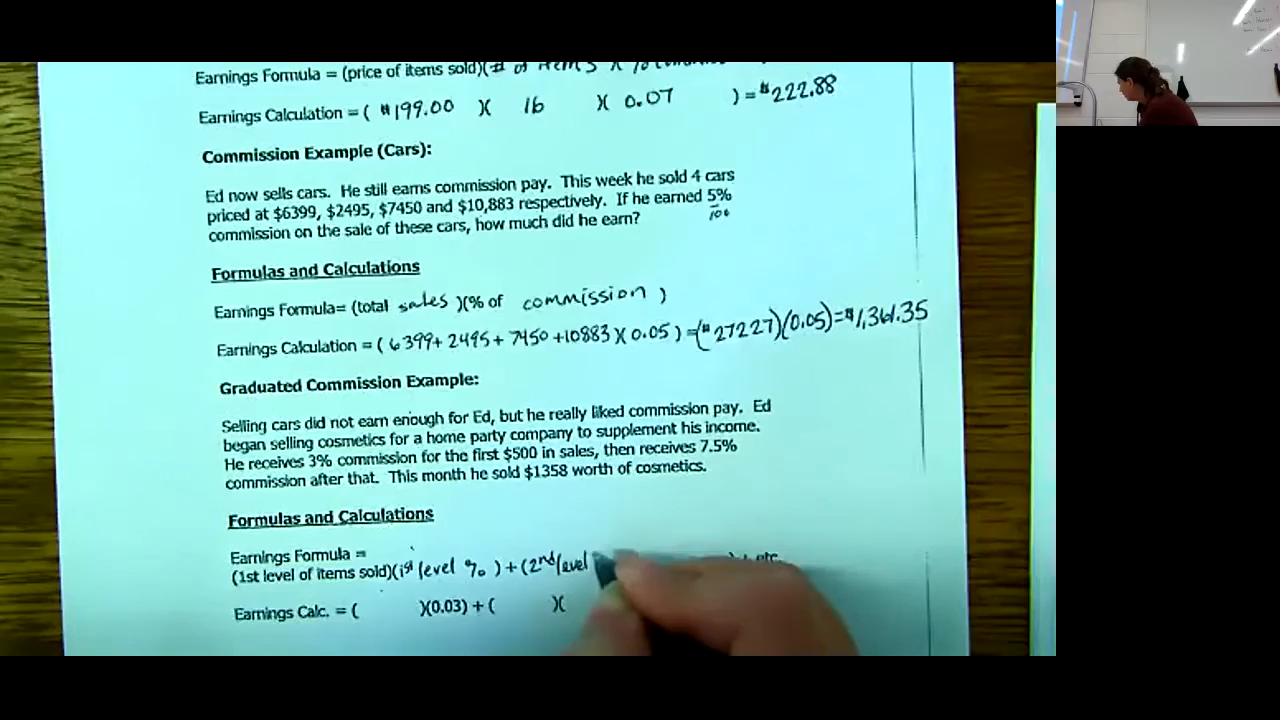 Earnings Formula = (price of items sold)(# of items
Earnings Calculation = ( $199.00 )( 16 )( 0.07 ) = $222.88
Commission Example (Cars):
Ed now sells cars. He still earns commission pay. This week he sold 4 cars
priced at $6399, $2495, $7450 and $10,883 respectively. If he earned 5%
100
commission on the sale of these cars, how much did he earn?
Formulas and Calculations
Earnings Formula= (total sales )(% of commission )
Earnings Calculation = ( 6399+ 2495 + 7450 +10883 )( 0.05 ) = ($27227)(0.05)=$1,361.35
Graduated Commission Example:
Selling cars did not earn enough for Ed, but he really liked commission pay. Ed
began selling cosmetics for a home party company to supplement his income.
He receives 3% commission for the first $500 in sales, then receives 7.5%
commission after that. This month he sold $1358 worth of cosmetics.
Formulas and Calculations
Earnings Formula =
(1st level of items sold)(1st level % ) + (2nd level etc.
Earnings Calc. = ( )(0.03) + ( )(